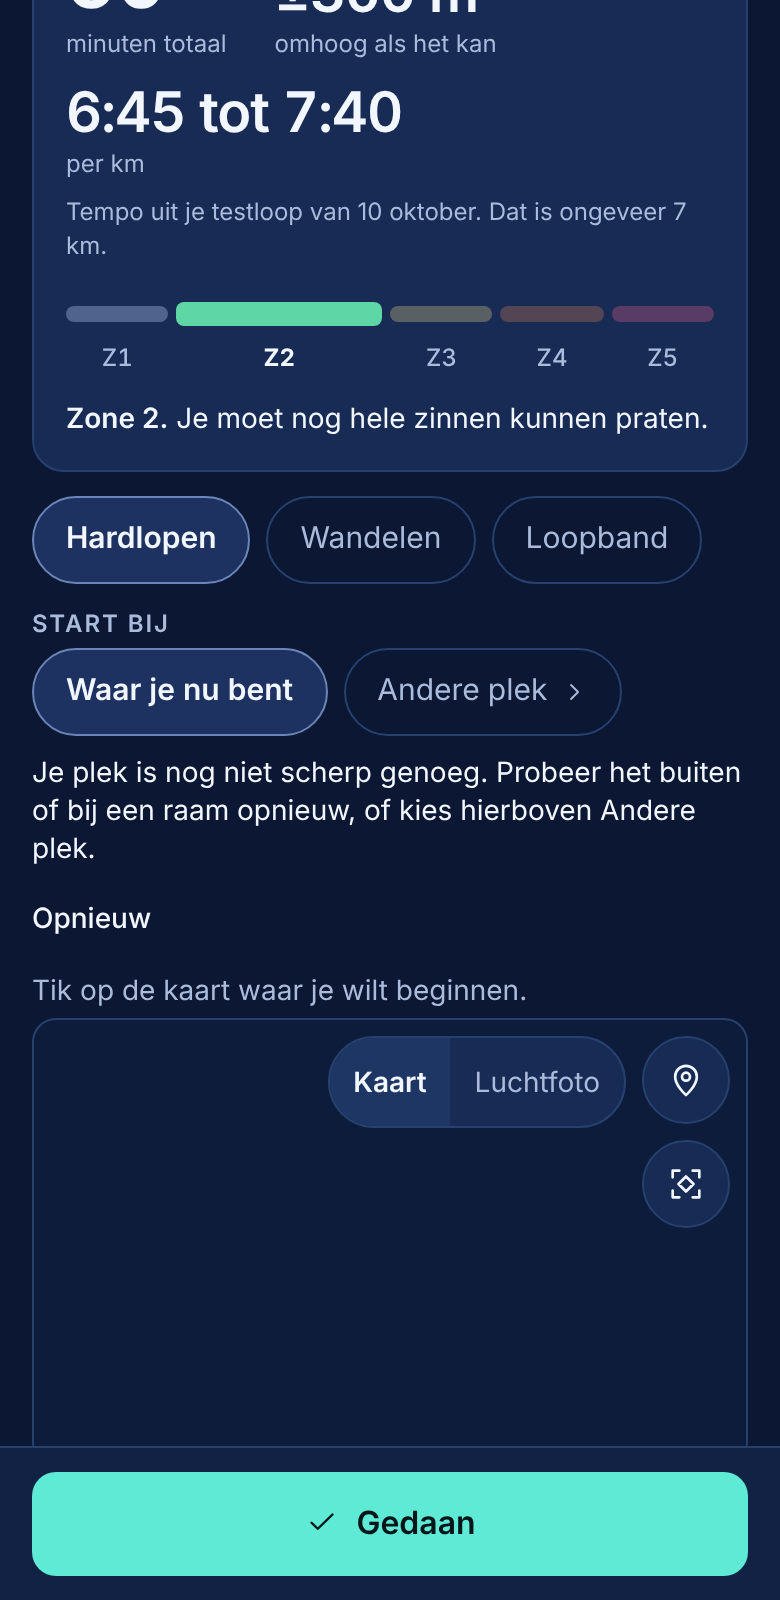 minuten totaal
omhoog als het kan
6:45 tot 7:40
per km
Tempo uit je testloop van 10 oktober. Dat is ongeveer 7
km.
Z1 Z2 Z3 Z4 Z5
Zone 2. Je moet nog hele zinnen kunnen praten.
Hardlopen Wandelen Loopband
START BIJ
Waar je nu bent Andere plek
Je plek is nog niet scherp genoeg. Probeer het buiten
of bij een raam opnieuw, of kies hierboven Andere
plek.
Opnieuw
Tik op de kaart waar je wilt beginnen.
Kaart Luchtfoto
Gedaan